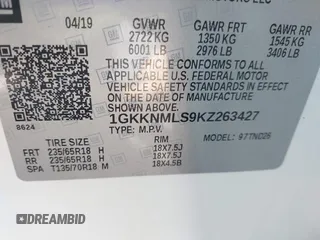 GM
04/19 GVWR GAWR FRT GAWR RR
2722 KG 1350 KG 1545 KG
6001 LB 2976 LB 3406 LB
THIS VEHICLE CONFORMS TO ALL APPLICABLE
U.S. FEDERAL MOTOR
VEHICLE SAFETY STANDARDS IN EFFECT
ON THE DATE OF MANUFACTURE
SHOWN ABOVE.
8624 1GKKNMLS9KZ263427
TYPE: M.P.V. MODEL:
TIRE SIZE RIM
FRT 235/65R18 H 18X7.5J
RR 235/65R18 H 18X7.5J
SPA T135/70R18 M 18X4.5B
DREAMBID